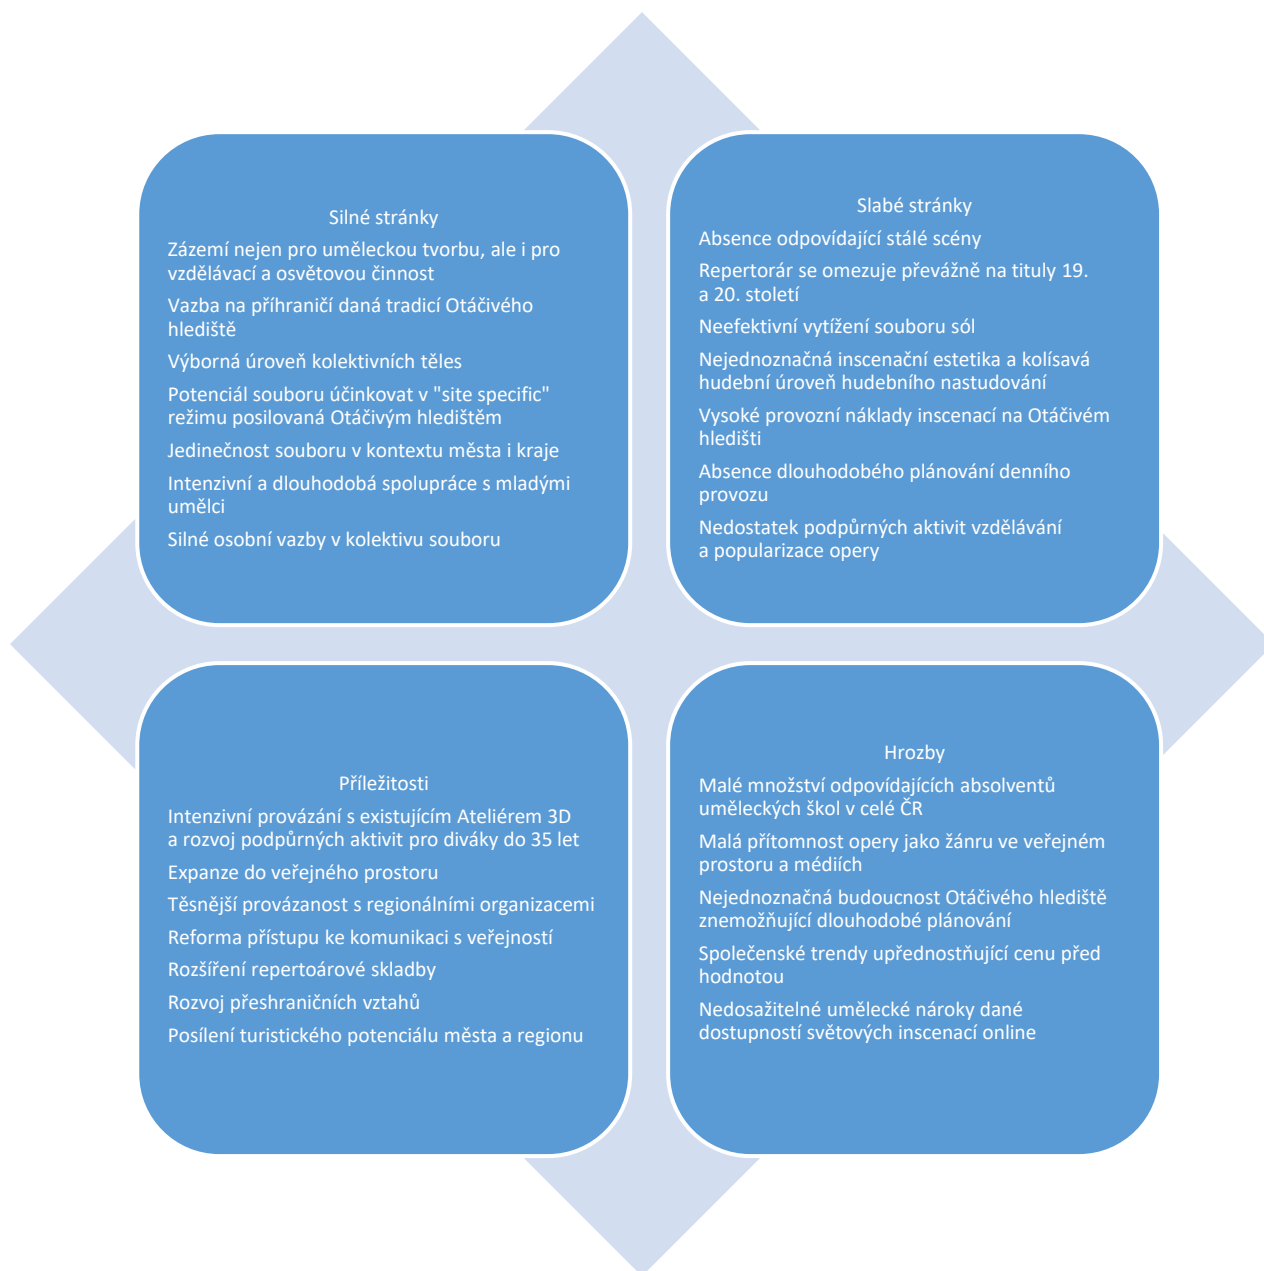 Silné stránky
Zázemí nejen pro uměleckou tvorbu, ale i pro
vzdělávací a osvětovou činnost
Vazba na příhraničí daná tradicí Otáčivého
hlediště
Výborná úroveň kolektivních těles
Potenciál souboru účinkovat v "site specific"
režimu posilovaná Otáčivým hledištěm
Jedinečnost souboru v kontextu města i kraje
Intenzivní a dlouhodobá spolupráce s mladými
umělci
Silné osobní vazby v kolektivu souboru
Slabé stránky
Absence odpovídající stálé scény
Repertorár se omezuje převážně na tituly 19.
a 20. století
Neefektivní vytížení souboru sól
Nejednoznačná inscenační estetika a kolísavá
hudební úroveň hudebního nastudování
Vysoké provozní náklady inscenací na Otáčivém
hledišti
Absence dlouhodobého plánování denního
provozu
Nedostatek podpůrných aktivit vzdělávání
a popularizace opery
Příležitosti
Intenzivní provázání s existujícím Ateliérem 3D
a rozvoj podpůrných aktivit pro diváky do 35 let
Expanze do veřejného prostoru
Těsnější provázanost s regionálními organizacemi
Reforma přístupu ke komunikaci s veřejností
Rozšíření repertoárové skladby
Rozvoj přeshraničních vztahů
Posílení turistického potenciálu města a regionu
Hrozby
Malé množství odpovídajících absolventů
uměleckých škol v celé ČR
Malá přítomnost opery jako žánru ve veřejném
prostoru a médiích
Nejednoznačná budoucnost Otáčivého hlediště
znemožňující dlouhodobé plánování
Společenské trendy upřednostňující cenu před
hodnotou
Nedosažitelné umělecké nároky dané
dostupností světových inscenací online